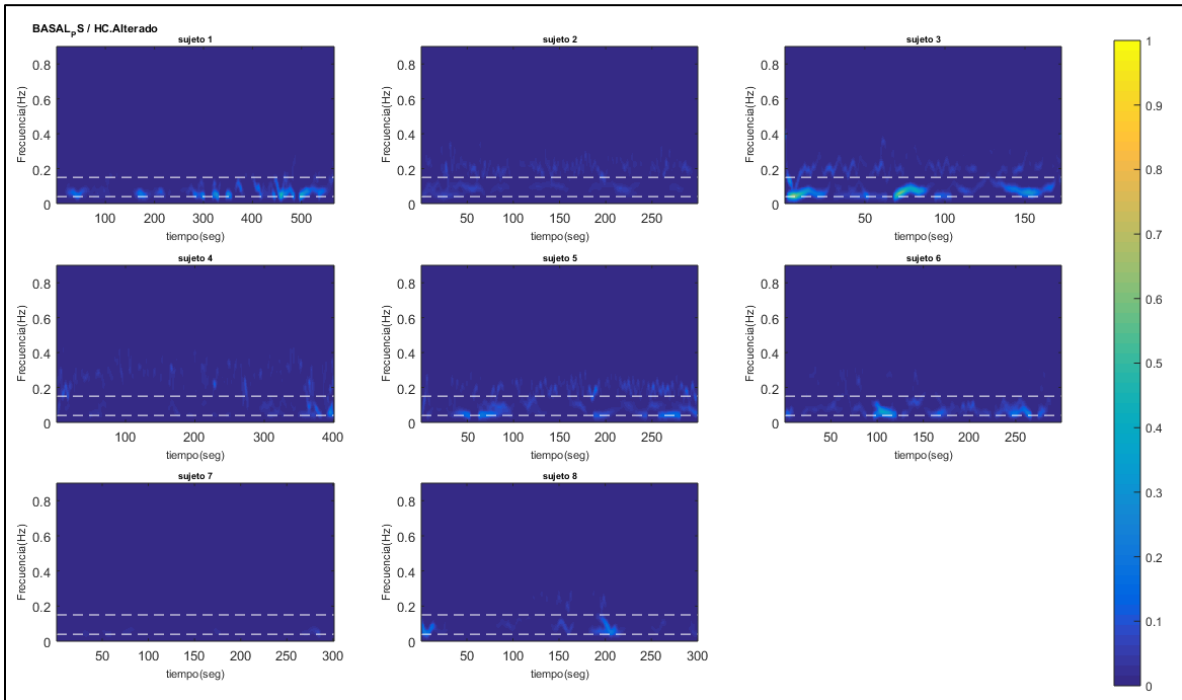 BASALpS / HC.Alterado
sujeto 1
Frecuencia(Hz)
0.8
0.6
0.4
0.2
0
100 200 300 400 500
tiempo(seg)
sujeto 2
Frecuencia(Hz)
0.8
0.6
0.4
0.2
0
50 100 150 200 250
tiempo(seg)
sujeto 3
Frecuencia(Hz)
0.8
0.6
0.4
0.2
0
50 100 150
tiempo(seg)
sujeto 4
Frecuencia(Hz)
0.8
0.6
0.4
0.2
0
100 200 300 400
tiempo(seg)
sujeto 5
Frecuencia(Hz)
0.8
0.6
0.4
0.2
0
50 100 150 200 250
tiempo(seg)
sujeto 6
Frecuencia(Hz)
0.8
0.6
0.4
0.2
0
50 100 150 200 250
tiempo(seg)
sujeto 7
Frecuencia(Hz)
0.8
0.6
0.4
0.2
0
50 100 150 200 250 300
tiempo(seg)
sujeto 8
Frecuencia(Hz)
0.8
0.6
0.4
0.2
0
50 100 150 200 250 300
tiempo(seg)
1
0.9
0.8
0.7
0.6
0.5
0.4
0.3
0.2
0.1
0